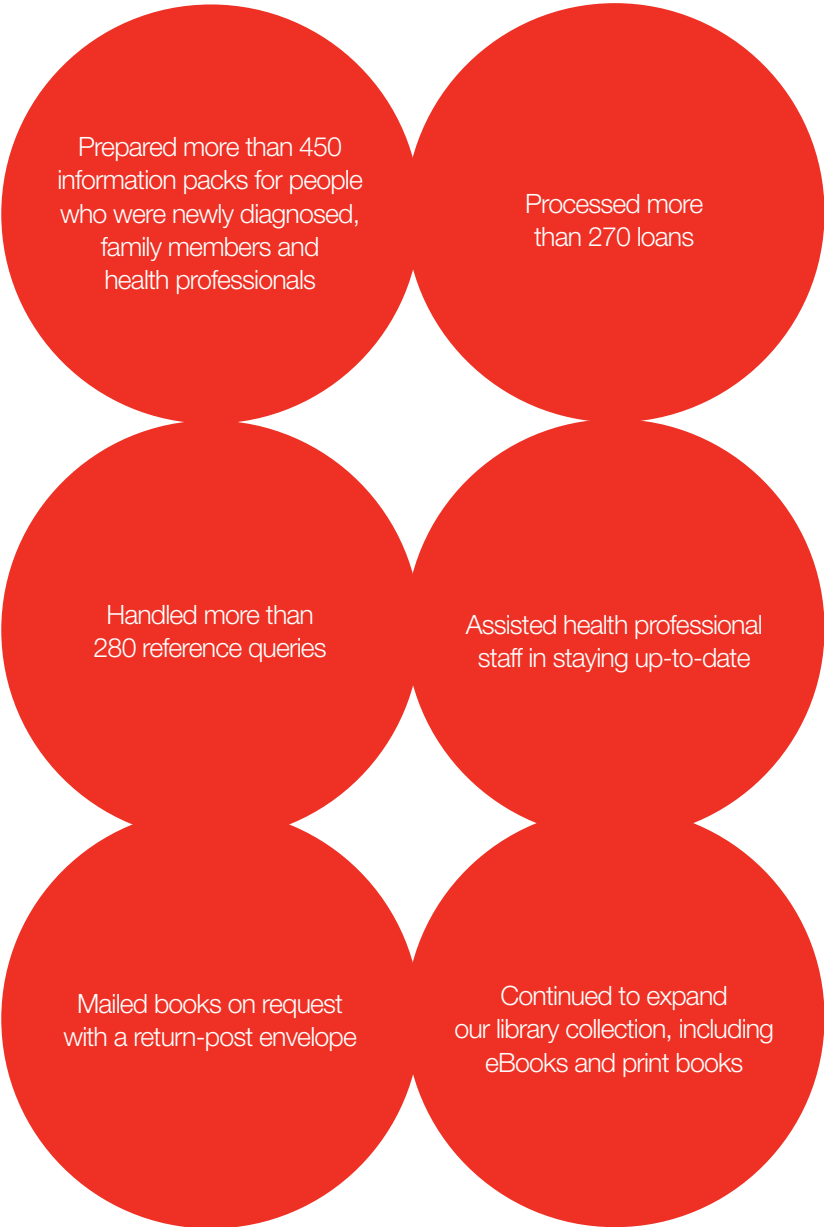 Prepared more than 450
information packs for people
who were newly diagnosed,
family members and
health professionals
Processed more
than 270 loans
Handled more than
280 reference queries
Assisted health professional
staff in staying up-to-date
Mailed books on request
with a return-post envelope
Continued to expand
our library collection, including
eBooks and print books